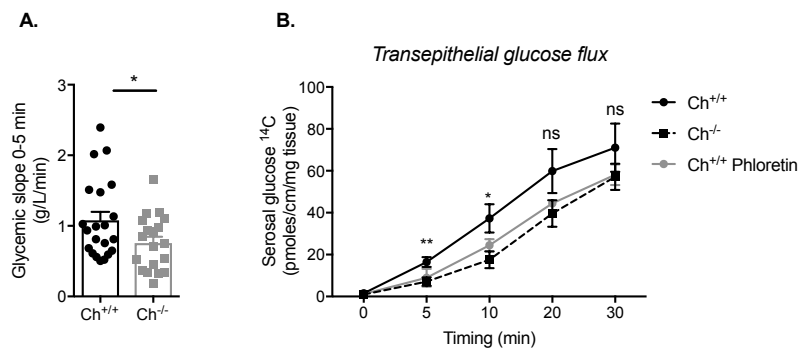 A.
*
Glycemic slope 0-5 min
(g/L/min)
3
2
1
0
Ch+/+
Ch-/-
B.
Transepithelial glucose flux
Serosal glucose 14C
(pmoles/cm/mg tissue)
100
80
60
40
20
0
**
*
ns
ns
0
5
10
20
30
Timing (min)
Ch+/+
Ch-/-
Ch+/+ Phloretin